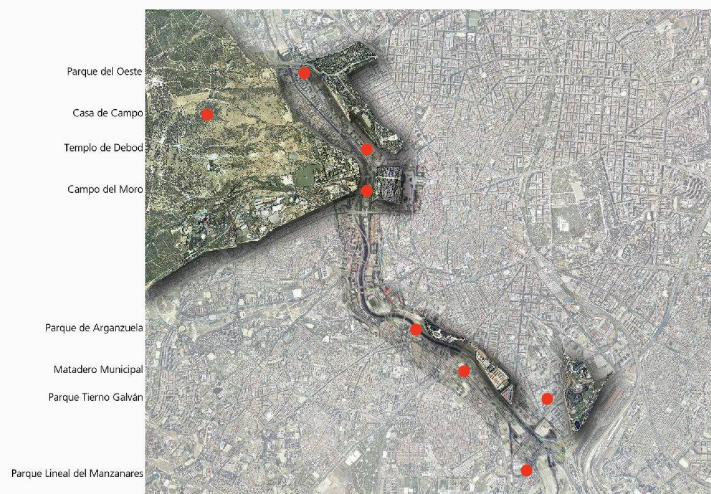 Parque del Oeste
Casa de Campo
Templo de Debod
Campo del Moro
Parque de Arganzuela
Matadero Municipal
Parque Tierno Galván
Parque Lineal del Manzanares